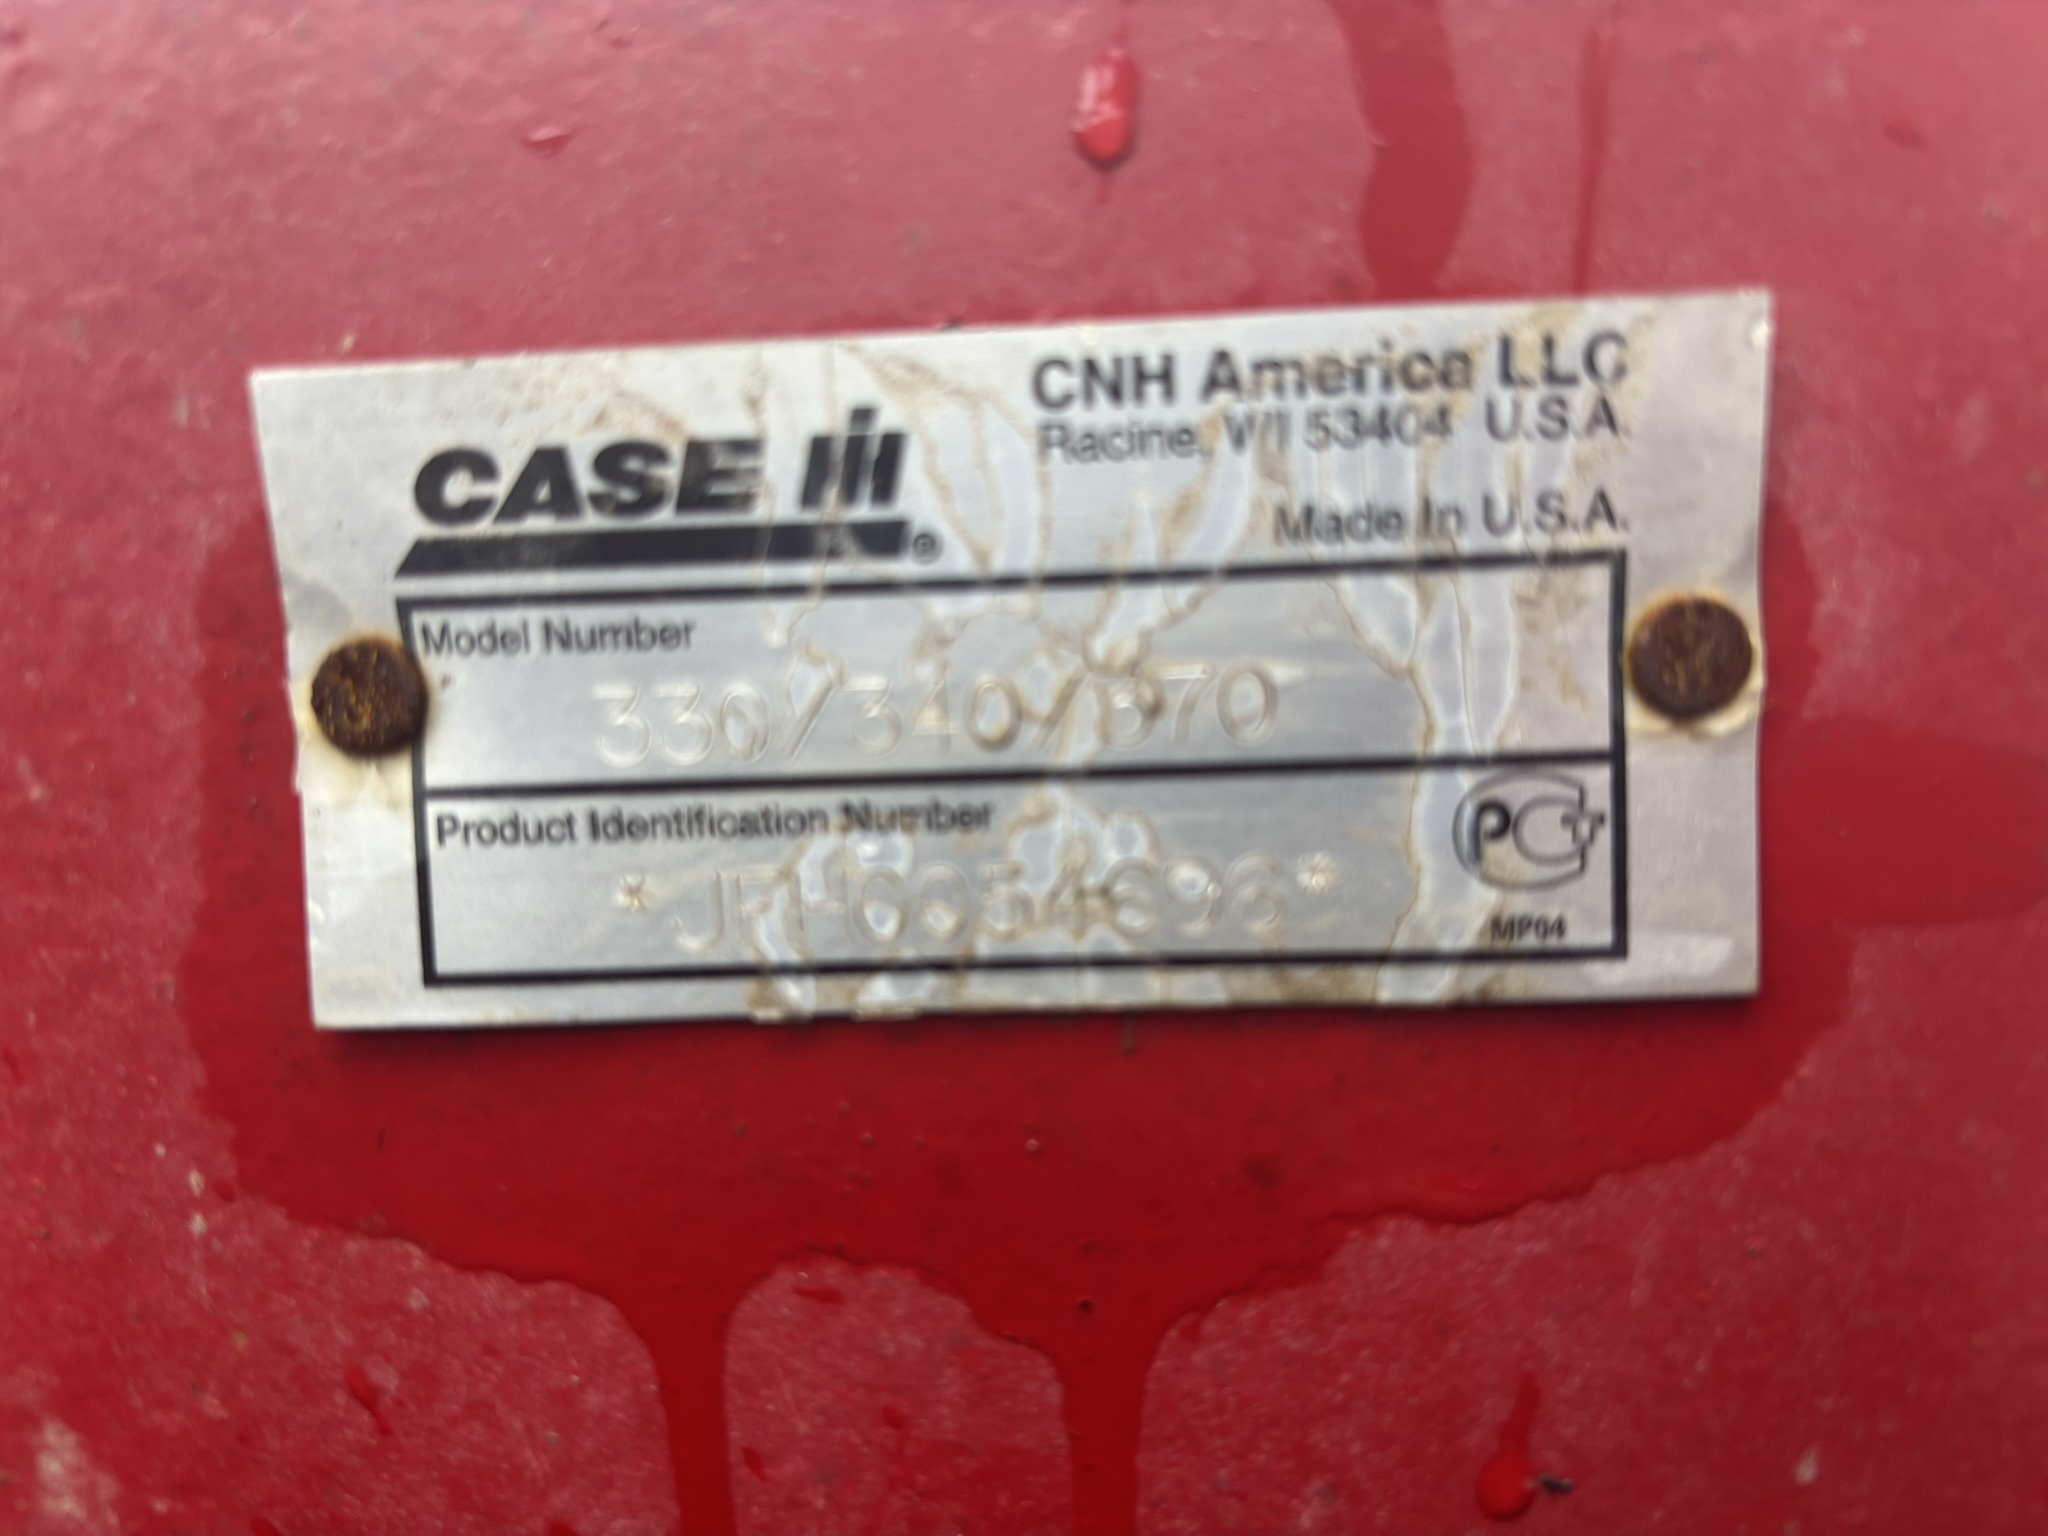 CNH America LLC
Racine, WI 53404 U.S.A.
CASE IH ®
Made In U.S.A.
Model Number
330/340/370
Product Identification Number
PCT
MP04